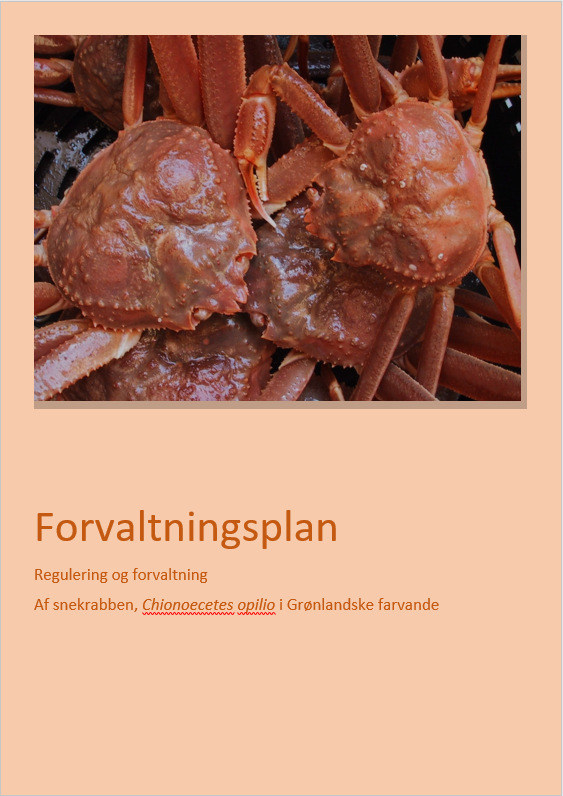 Forvaltningsplan
Regulering og forvaltning
Af snekrabben, Chionoecetes opilio i Grønlandske farvande